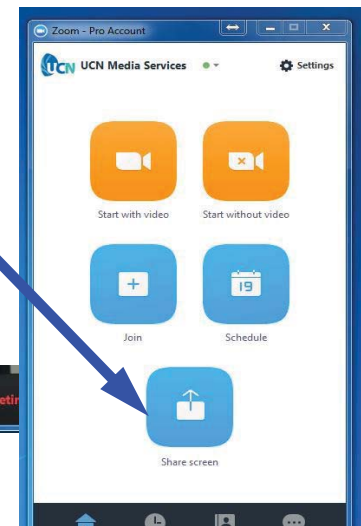 Zoom - Pro Account
UCN UCN Media Services
Settings
Start with video
Start without video
19
Join
Schedule
Share screen